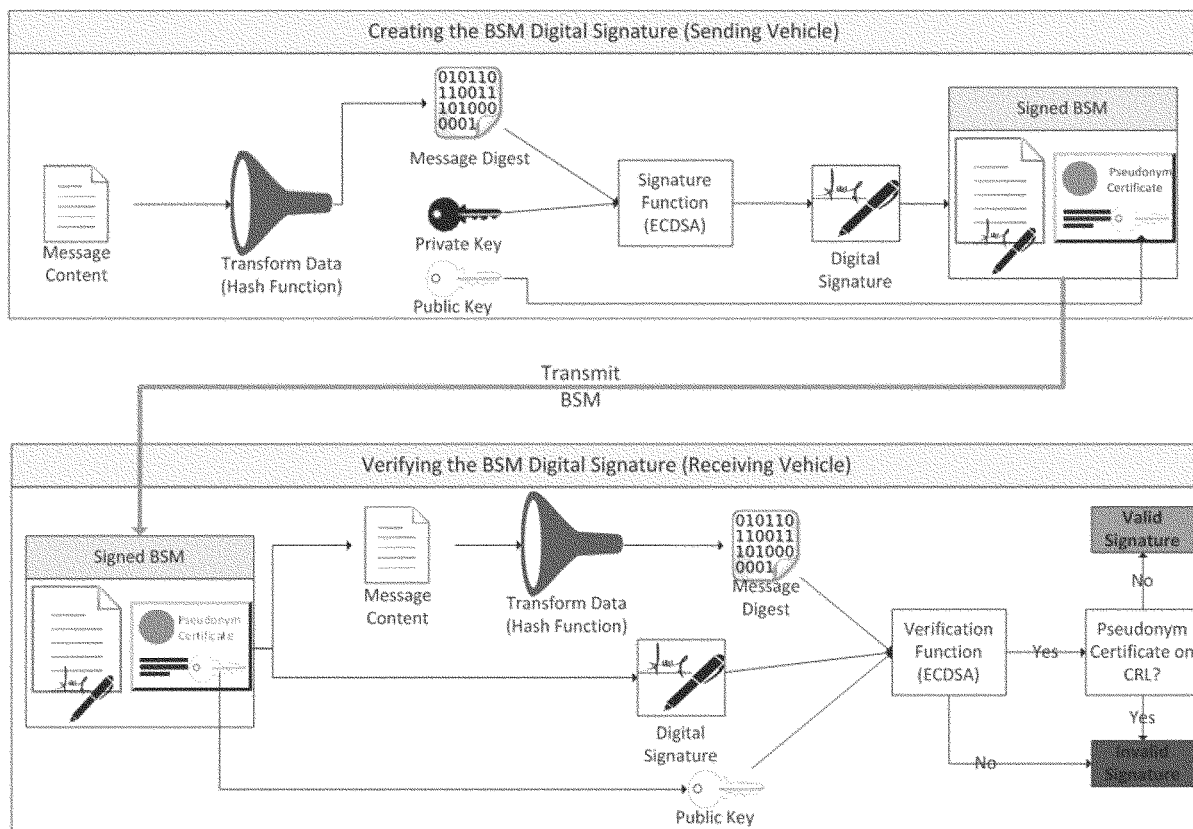 Creating the BSM Digital Signature (Sending Vehicle)
010110
110011
101000
0001
Message Digest
Signed BSM
Pseudonym
Certificate
Message
Content
Transform Data
(Hash Function)
Private Key
Public Key
Signature
Function
(ECDSA)
Digital
Signature
Transmit
BSM
Verifying the BSM Digital Signature (Receiving Vehicle)
Signed BSM
Pseudonym
Certificate
Message
Content
Transform Data
(Hash Function)
010110
110011
101000
0001
Message
Digest
Digital
Signature
Public Key
Verification
Function
(ECDSA)
Yes
No
Pseudonym
Certificate on
CRL?
No
Valid
Signature
Yes
Invalid
Signature